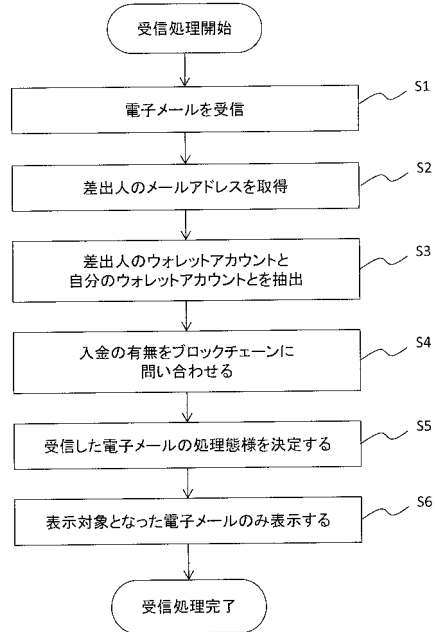 受信処理開始
電子メールを受信
S1
差出人のメールアドレスを取得
S2
差出人のウォレットアカウントと
自分のウォレットアカウントとを抽出
S3
入金の有無をブロックチェーンに
問い合わせる
S4
受信した電子メールの処理態様を決定する
S5
表示対象となった電子メールのみ表示する
S6
受信処理完了